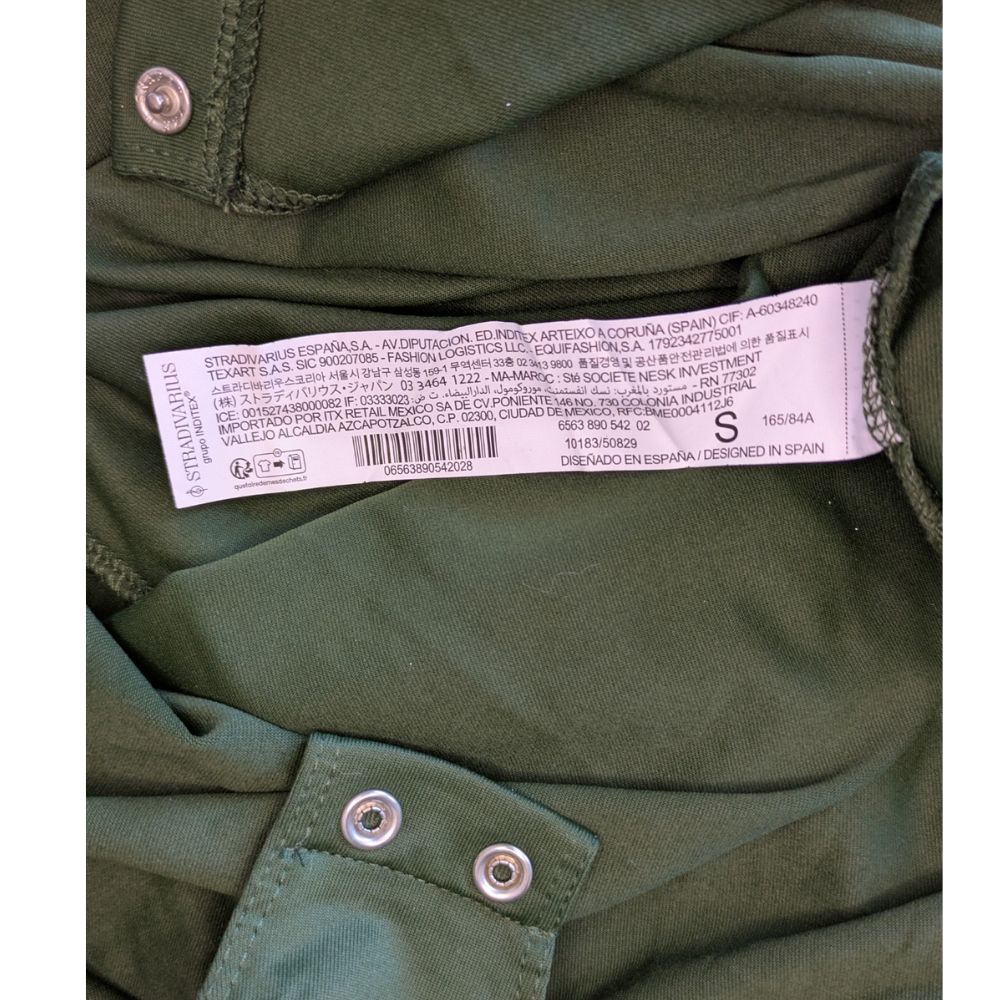 STRADIVARIUS
grupo INDITEX®
STRADIVARIUS ESPAÑA,S.A. - AV.DIPUTACION. ED.INDITEX ARTEIXO A CORUÑA (SPAIN) CIF: A-60348240
TEXART S.A.S. SIC 900207085 - FASHION LOGISTICS LLC. EQUIFASHION,S.A. 1792342775001
스트라디바리우스코리아 서울시 강남구 삼성동 159-1 무역센터 33층 02 3413 9800 품질경영 및 공산품안전관리법에 의한 품질표시
(株) ストラディバリウス・ジャパン 03 3464 1222 - MA-MAROC : Sté SOCIETE NESK INVESTMENT
ICE: 001527438000082 IF: 03333023 مستورد بالمغرب: نسك انفستمنت، موروكومول، الدارالبيضاء. ت ض: - RN 77302
IMPORTADO POR ITX RETAIL MEXICO SA DE CV.PONIENTE 146 NO. 730 COLONIA INDUSTRIAL
VALLEJO ALCALDIA AZCAPOTZALCO, C.P. 02300, CIUDAD DE MEXICO, RFC:BME0004112J6
6563 890 542 02
S
165/84A
10183/50829
06563890542028
quefairedemesdechets.fr
DISEÑADO EN ESPAÑA / DESIGNED IN SPAIN